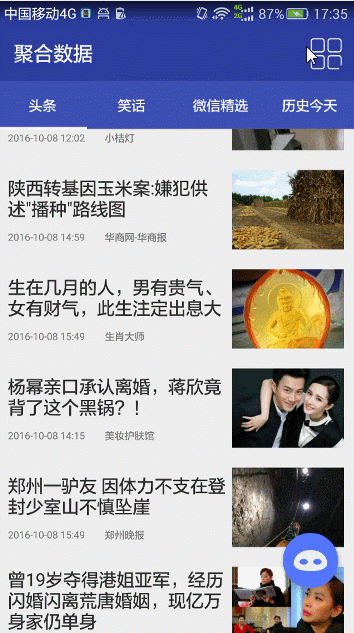 中国移动4G 4G 2G 87% 17:35
聚合数据
头条 笑话 微信精选 历史今天
2016-10-08 12:02 小桔灯
陕西转基因玉米案:嫌犯供
述"播种"路线图
2016-10-08 14:59 华商网-华商报
生在几月的人，男有贵气、
女有财气，此生注定出息大
2016-10-08 15:49 生肖大师
杨幂亲口承认离婚，蒋欣竟
背了这个黑锅？！
2016-10-08 14:15 美妆护肤馆
郑州一驴友 因体力不支在登
封少室山不慎坠崖
2016-10-08 15:49 郑州晚报
曾19岁夺得港姐亚军，经历
闪婚闪离荒唐婚姻，现亿万
身家仍单身